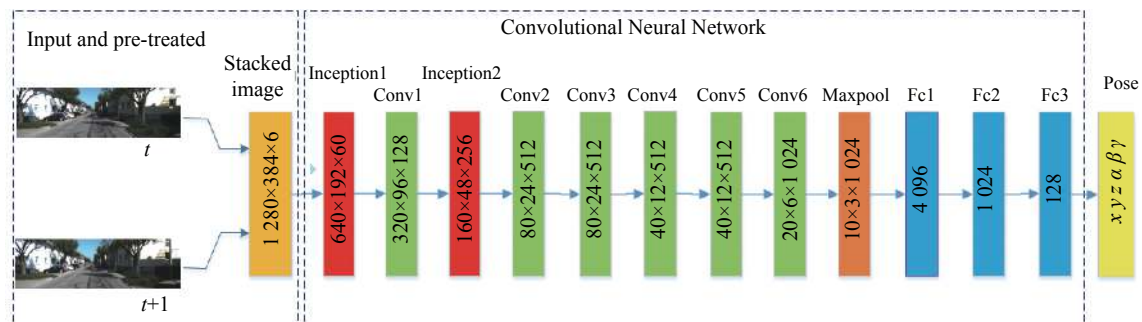 Input and pre-treated
t
t+1
Stacked
image
1 280×384×6
Convolutional Neural Network
Inception1
640×192×60
Conv1
320×96×128
Inception2
160×48×256
Conv2
80×24×512
Conv3
80×24×512
Conv4
40×12×512
Conv5
40×12×512
Conv6
20×6×1 024
Maxpool
10×3×1 024
Fc1
4 096
Fc2
1 024
Fc3
128
Pose
x y z α β γ